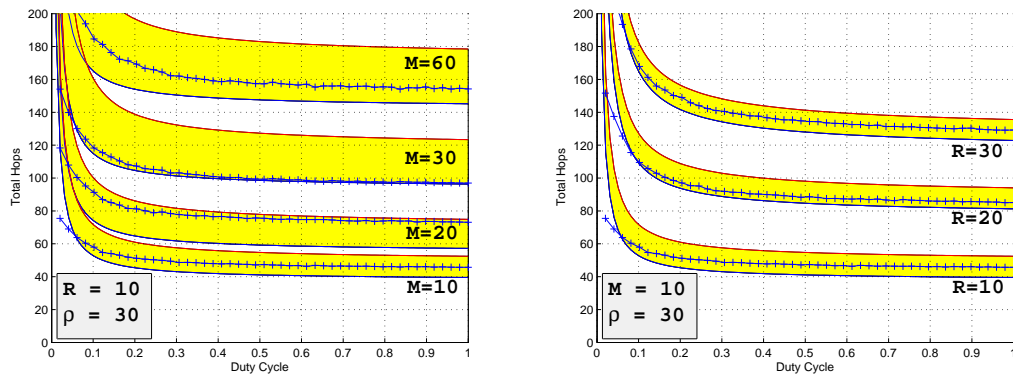 200
180
160
140
120
100
80
60
40
20
0
Total Hops
M=60
M=30
M=20
M=10
R = 10
ρ = 30
0 0.1 0.2 0.3 0.4 0.5 0.6 0.7 0.8 0.9 1
Duty Cycle
200
180
160
140
120
100
80
60
40
20
0
Total Hops
R=30
R=20
R=10
M = 10
ρ = 30
0 0.1 0.2 0.3 0.4 0.5 0.6 0.7 0.8 0.9 1
Duty Cycle